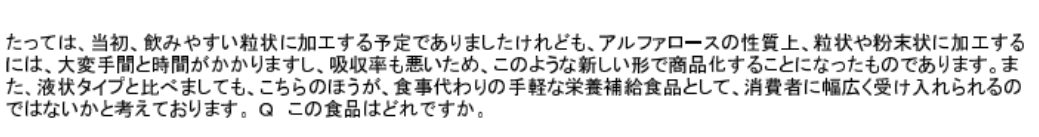 たっては、当初、飲みやすい粒状に加工する予定でありましたけれども、アルファロースの性質上、粒状や粉末状に加工する
には、大変手間と時間がかかりますし、吸収率も悪いため、このような新しい形で商品化することになったものであります。ま
た、液状タイプと比べましても、こちらのほうが、食事代わりの手軽な栄養補給食品として、消費者に幅広く受け入れられるの
ではないかと考えております。 Q　この食品はどれですか。